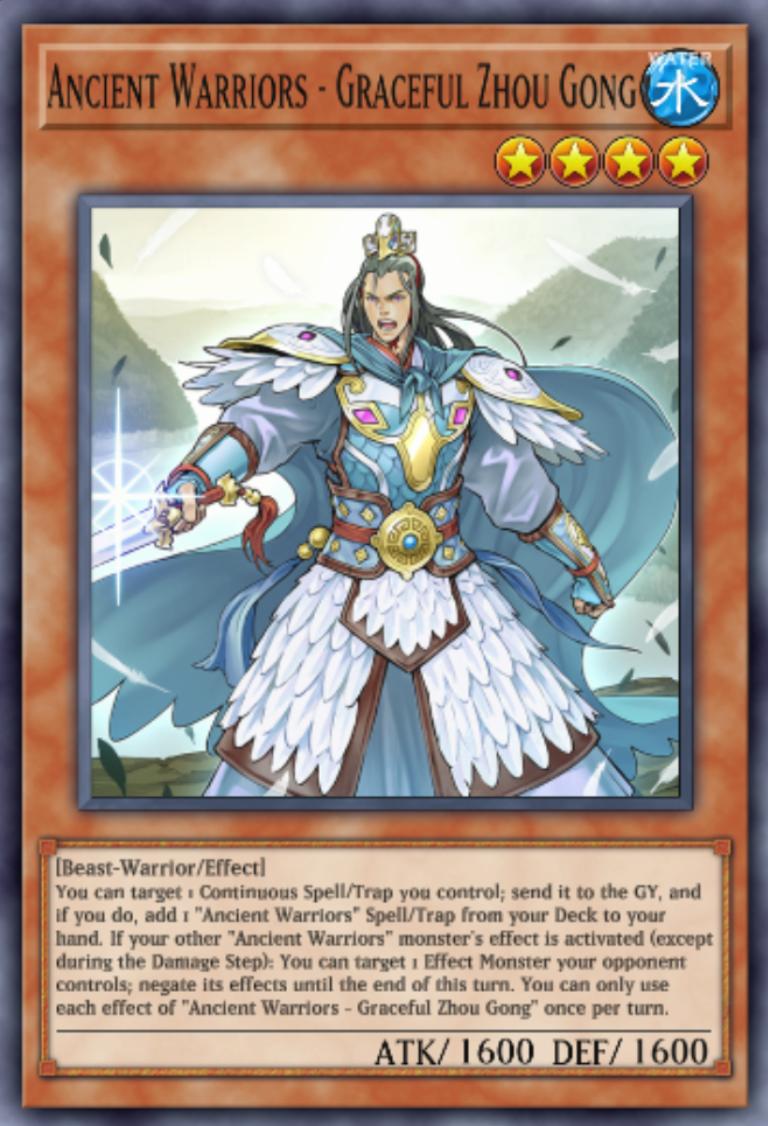 Ancient Warriors - Graceful Zhou Gong
WATER
水
[Beast-Warrior/Effect]
You can target 1 Continuous Spell/Trap you control; send it to the GY, and
if you do, add 1 "Ancient Warriors" Spell/Trap from your Deck to your
hand. If your other "Ancient Warriors" monster's effect is activated (except
during the Damage Step): You can target 1 Effect Monster your opponent
controls; negate its effects until the end of this turn. You can only use
each effect of "Ancient Warriors - Graceful Zhou Gong" once per turn.
ATK/ 1600 DEF/ 1600